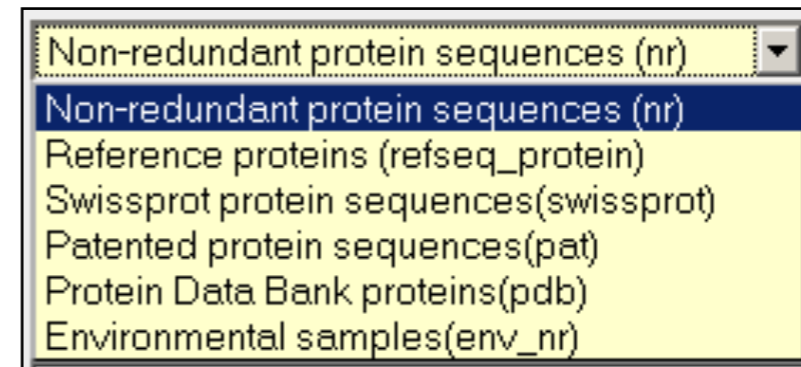 Non-redundant protein sequences (nr)
Non-redundant protein sequences (nr)
Reference proteins (refseq_protein)
Swissprot protein sequences(swissprot)
Patented protein sequences(pat)
Protein Data Bank proteins(pdb)
Environmental samples(env_nr)